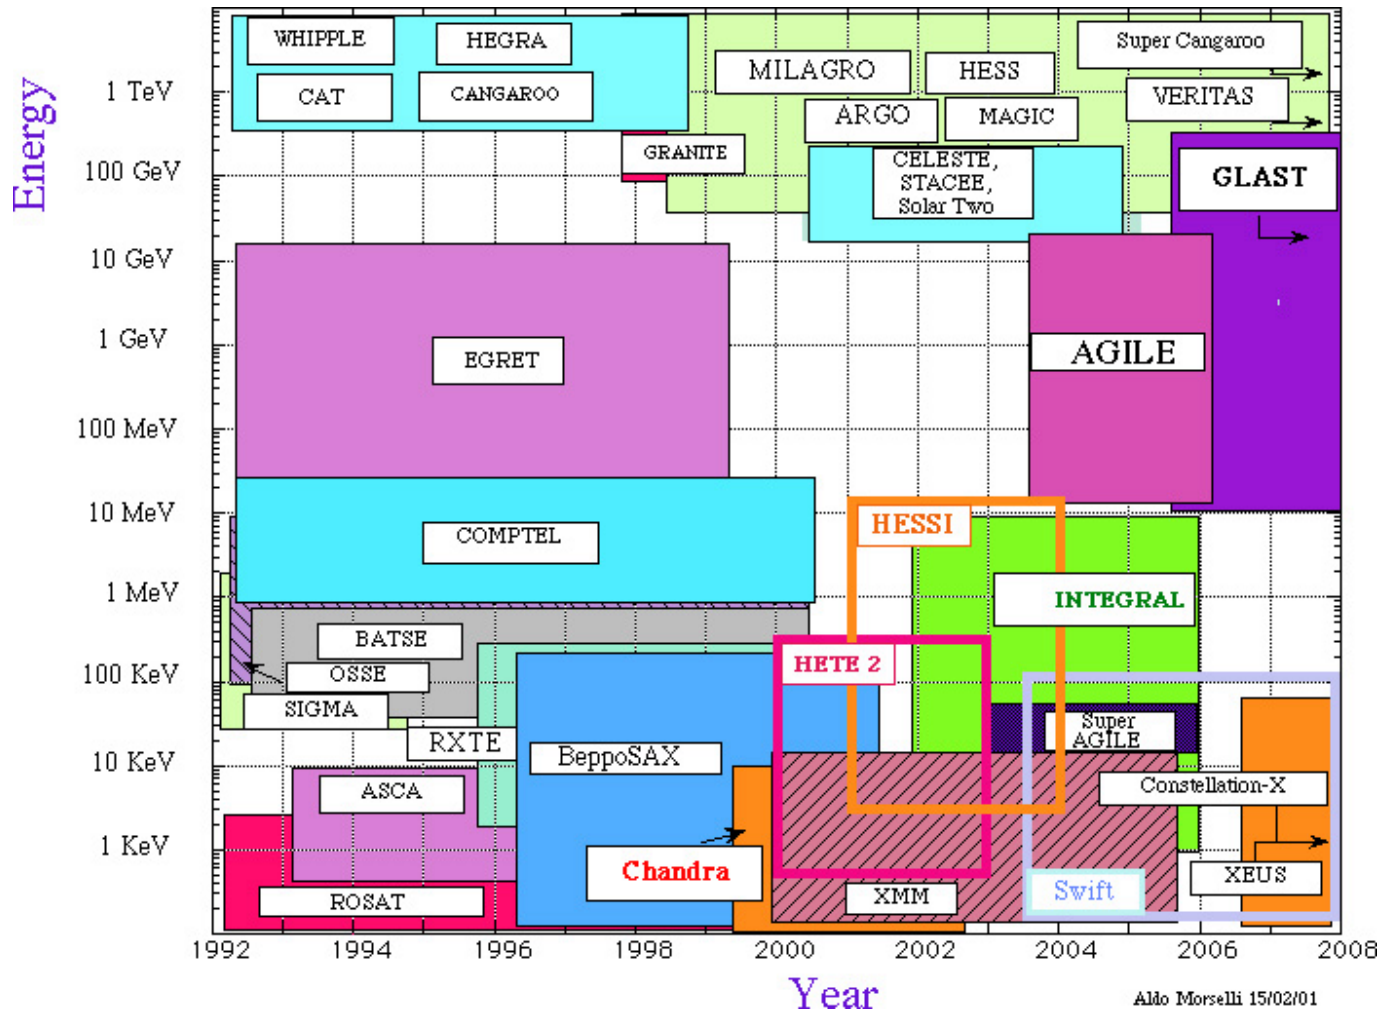 WHIPPLE
HEGRA
CAT
CANGAROO
MILAGRO
HESS
Super Cangaroo
ARGO
MAGIC
VERITAS
GRANITE
CELESTE,
STACEE,
Solar Two
GLAST
EGRET
AGILE
COMPTEL
HESSI
INTEGRAL
BATSE
OSSE
SIGMA
HETE 2
RXTE
BeppoSAX
Super
AGILE
ASCA
Constellation-X
Chandra
ROSAT
XMM
Swift
XEUS
Energy
1 TeV
100 GeV
10 GeV
1 GeV
100 MeV
10 MeV
1 MeV
100 KeV
10 KeV
1 KeV
1992 1994 1996 1998 2000 2002 2004 2006 2008
Year
Aldo Morselli 15/02/01